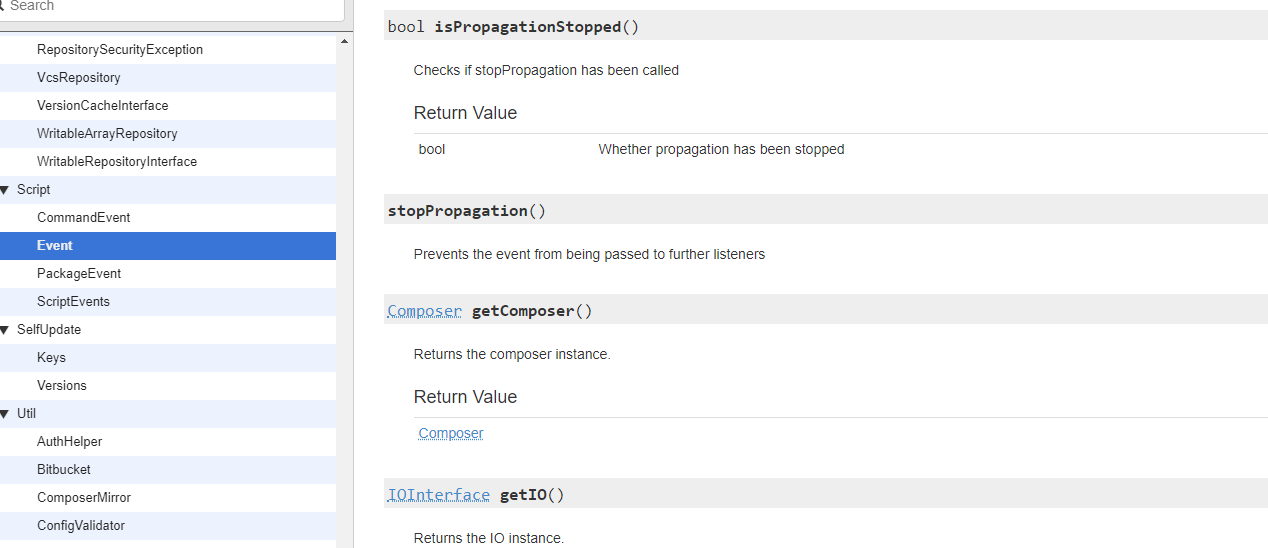 Search
RepositorySecurityException
VcsRepository
VersionCacheInterface
WritableArrayRepository
WritableRepositoryInterface
Script
CommandEvent
Event
PackageEvent
ScriptEvents
SelfUpdate
Keys
Versions
Util
AuthHelper
Bitbucket
ComposerMirror
ConfigValidator
bool isPropagationStopped()
Checks if stopPropagation has been called
Return Value
bool Whether propagation has been stopped
stopPropagation()
Prevents the event from being passed to further listeners
Composer getComposer()
Returns the composer instance.
Return Value
Composer
IOInterface getIO()
Returns the IO instance.